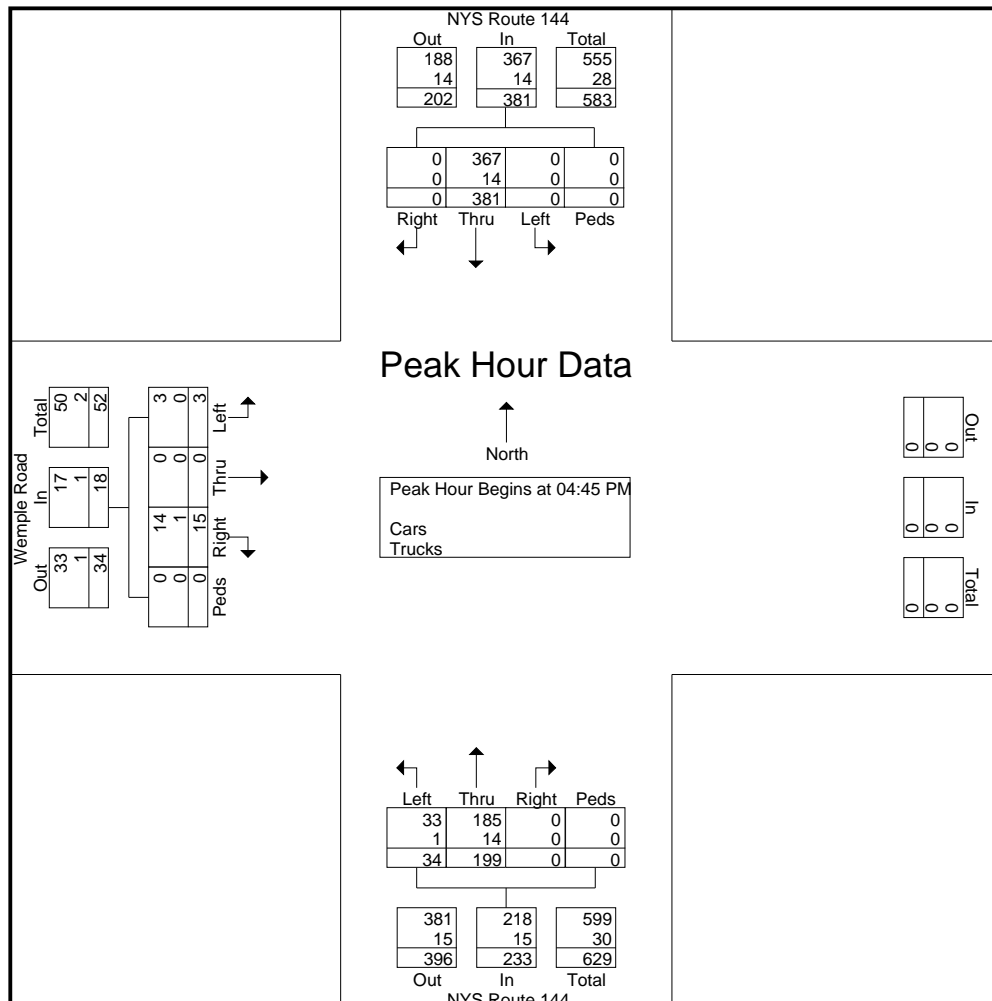 NYS Route 144
Out In Total
188 367 555
14 14 28
202 381 583
0 367 0 0
0 14 0 0
0 381 0 0
Right Thru Left Peds
Peak Hour Data
North
Peak Hour Begins at 04:45 PM
Cars
Trucks
Wemple Road
Out In Total
33 17 50
1 1 2
34 18 52
Peds Right Thru Left
0 14 0 3
0 1 0 0
0 15 0 3
Out In Total
0 0 0
0 0 0
0 0 0
Left Thru Right Peds
33 185 0 0
1 14 0 0
34 199 0 0
381 218 599
15 15 30
396 233 629
Out In Total
NYS Route 144